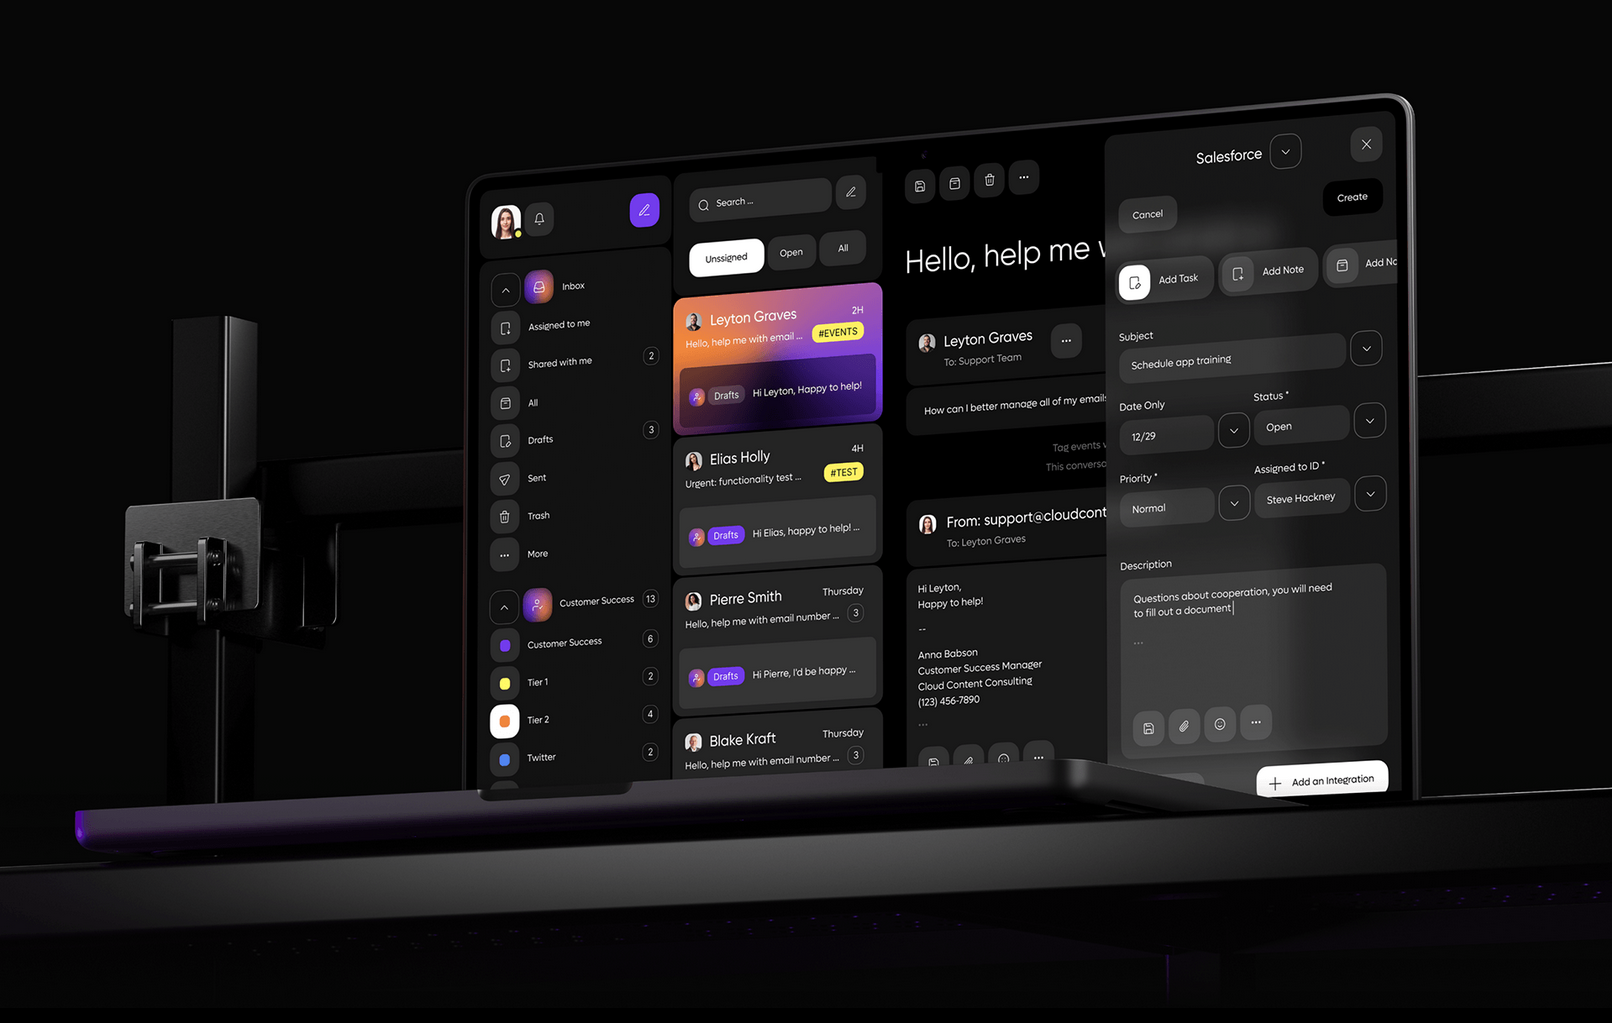 Inbox
Assigned to me
Shared with me
2
All
Drafts
3
Sent
Trash
More
Customer Success
13
Customer Success
6
Tier 1
2
Tier 2
4
Twitter
2
Search ...
Unssigned
Open
All
Leyton Graves
2H
Hello, help me with email ...
#EVENTS
Drafts
Hi Leyton, Happy to help!
Elias Holly
4H
Urgent: functionality test ...
#TEST
Drafts
Hi Elias, happy to help! ...
Pierre Smith
Thursday
Hello, help me with email number ...
3
Drafts
Hi Pierre, I'd be happy ...
Blake Kraft
Thursday
Hello, help me with email number ...
3
Hello, help me
Leyton Graves
To: Support Team
How can I better manage all of my emails
Tag events
This conversa
From: support@cloudcont
To: Leyton Graves
Hi Leyton,
Happy to help!
--
Anna Babson
Customer Success Manager
Cloud Content Consulting
(123) 456-7890
...
Salesforce
Cancel
Create
Add Task
Add Note
Add No
Subject
Schedule app training
Date Only
Status *
12/29
Open
Priority *
Assigned to ID *
Normal
Steve Hackney
Description
Questions about cooperation, you will need
to fill out a document
...
Add an Integration